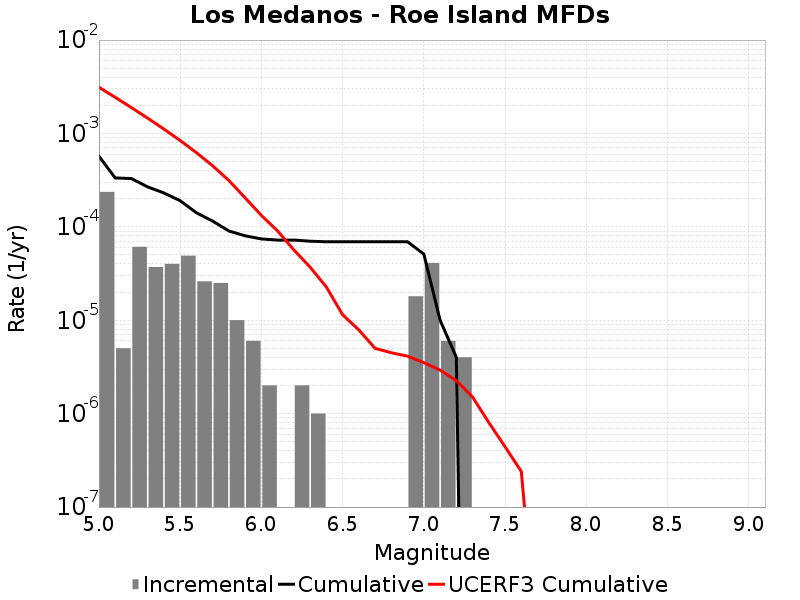 Los Medanos - Roe Island MFDs
10-2
10-3
10-4
10-5
10-6
10-7
Rate (1/yr)
5.0 5.5 6.0 6.5 7.0 7.5 8.0 8.5 9.0
Magnitude
Incremental Cumulative UCERF3 Cumulative